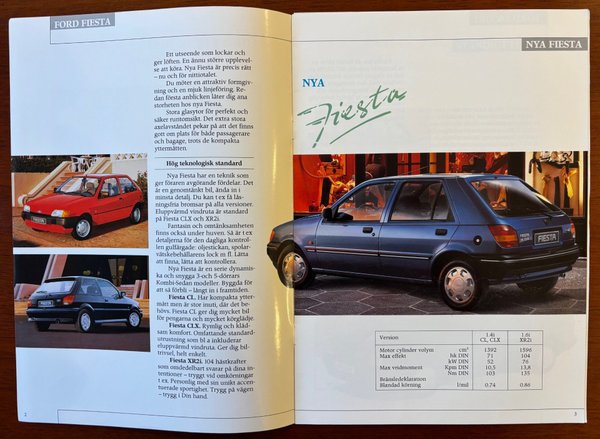 FORD FIESTA
Ett utseende som lockar och
ger löften. En ännu större upplevel-
se att köra. Nya Fiesta är precis rätt
– nu och för nittiotalet.
Du möter en attraktiv formgiv-
ning och en mjuk linjeföring. Re-
dan första anblicken låter dig ana
storheten hos nya Fiesta.
Stora glasytor för perfekt och
säker runtomsikt. Det extra stora
axelavståndet pekar på att det finns
gott om plats för både passagerare
och bagage, trots de kompakta
yttermåtten.
Hög teknologisk standard
Nya Fiesta har en teknik som
ger föraren avgörande fördelar. Det
är en genomtänkt bil, ända in i
minsta detalj. Du kan t ex få lås-
ningsfria bromsar på alla versioner.
Eluppvärmd vindruta är standard
på Fiesta CLX och XR2i.
Fantasin och omtänksamheten
finns också under huven. Så är t ex
detaljerna för den dagliga kontrol-
len gulfärgade: oljestickan, spolar-
vätskebehållarens lock m fl. Lätta
att finna, lätta att kontrollera.
Nya Fiesta är en serie dynamis-
ka och smygga 3-och 5-dörrars
Kombi-Sedan modeller. Byggda för
att så förbli – långt in i framtiden.
Fiesta CL. Har kompakta ytter-
mått men är stor inuti, där det be-
hövs. Fiesta CL ger dig mycket bil
för pengarna och mycket körglädje.
Fiesta CLX. Rymlig och kläd-
sam komfort. Omfattande standard-
utrustning som bl a inkluderar
eluppvärmd vindruta. Ger dig bil-
trivsel, helt enkelt.
Fiesta XR2i. 104 hästkrafter
som omdedelbart svarar på dina in-
tentioner – tryggt vid omkörningar
t ex. Personlig med sin unikt accen-
tuerade sportighet. Trygg på vägen
– trygg i Din hand.
2
NYA FIESTA
NYA
Fiesta
FIESTA
Version 1.4i CL, CLX 1.6i XR2i
Motor cylinder volym cm³ 1392 1596
Max effekt hk DIN 71 104
kW DIN 52 76
Max vridmoment Kpm DIN 10,5 13,8
Nm DIN 103 135
Bränsledeklaration
Blandad körning l/mil 0.74 0.86
3